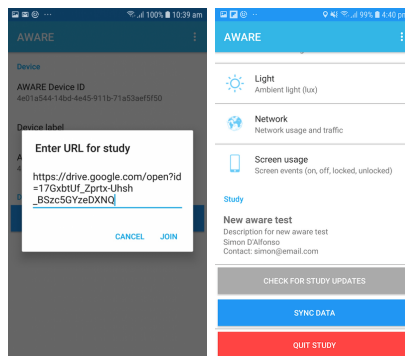 100% 10:39 am
AWARE
Device
AWARE Device ID
4e01a544-14bd-4e45-911b-71a53aef5f50
Device label
A
4
D
Enter URL for study
https://drive.google.com/open?id
=17GxbtUf_Zprtx-Uhsh
_BSzc5GYzeDXNQ
CANCEL JOIN
99% 4:40 pm
AWARE
Light
Ambient light (lux)
Network
Network usage and traffic
Screen usage
Screen events (on, off, locked, unlocked)
Study
New aware test
Description for new aware test
Simon D'Alfonso
Contact: simon@email.com
CHECK FOR STUDY UPDATES
SYNC DATA
QUIT STUDY